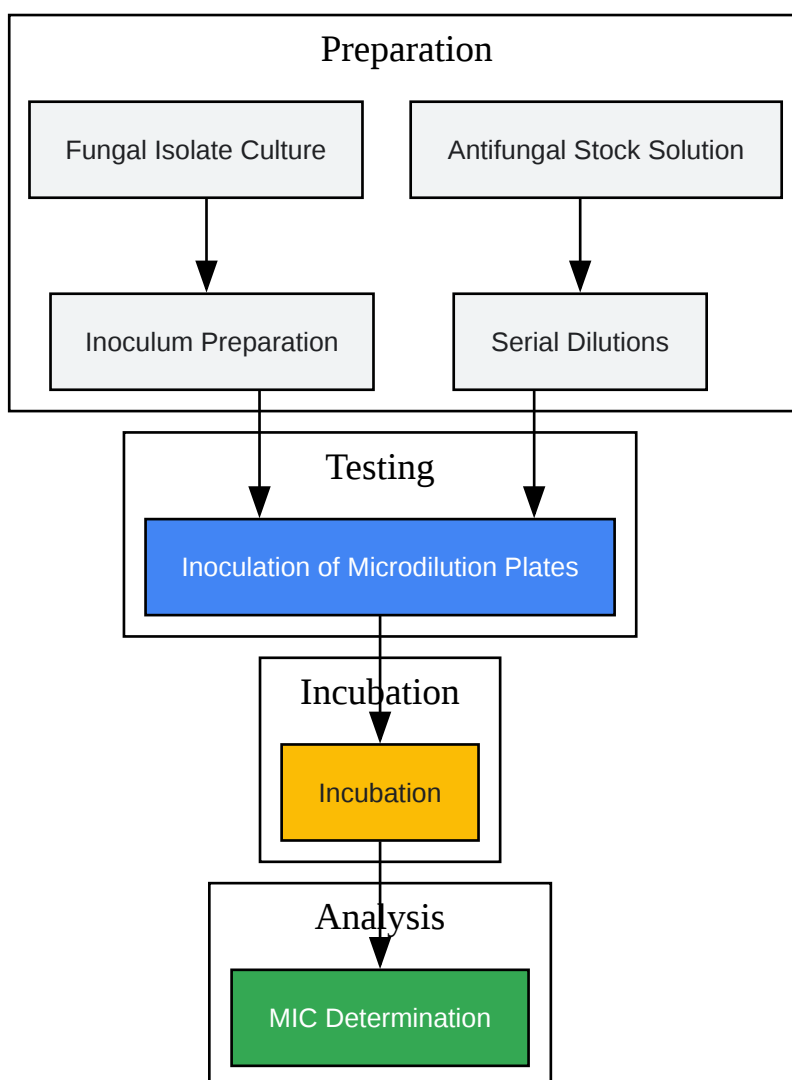 Preparation
Fungal Isolate Culture
Antifungal Stock Solution
Inoculum Preparation
Serial Dilutions
Testing
Inoculation of Microdilution Plates
Incubation
Incubation
Analysis
MIC Determination